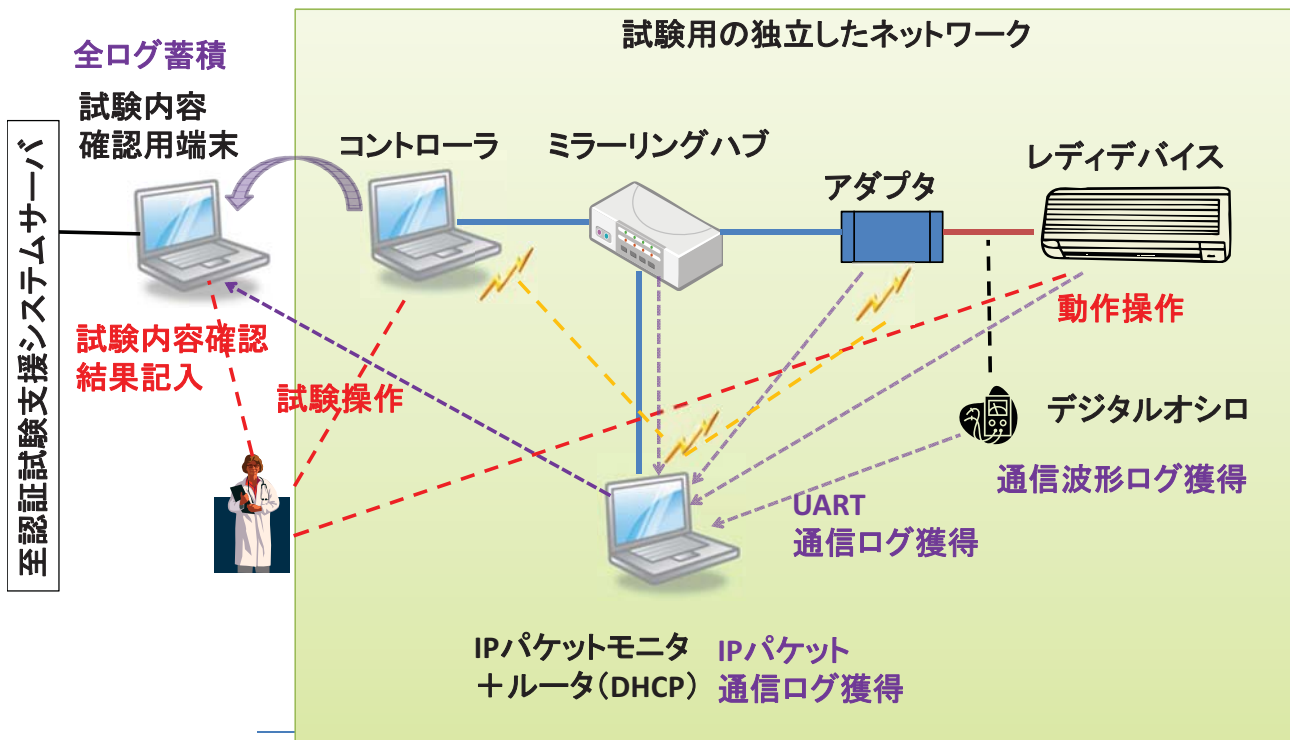 試験用の独立したネットワーク
全ログ蓄積
試験内容
確認用端末
コントローラ
ミラーリングハブ
アダプタ
レディデバイス
至認証試験支援システムサーバ
試験内容確認
結果記入
試験操作
動作操作
デジタルオシロ
通信波形ログ獲得
UART
通信ログ獲得
IPパケットモニタ
＋ルータ（DHCP）
IPパケット
通信ログ獲得